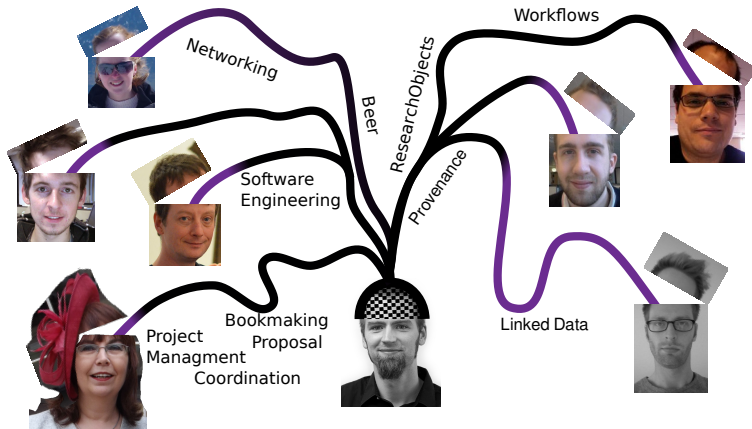 Workflows
Networking
ResearchObjects
Beer
Provenance
Software
Engineering
Linked Data
Bookmaking
Proposal
Project
Managment
Coordination